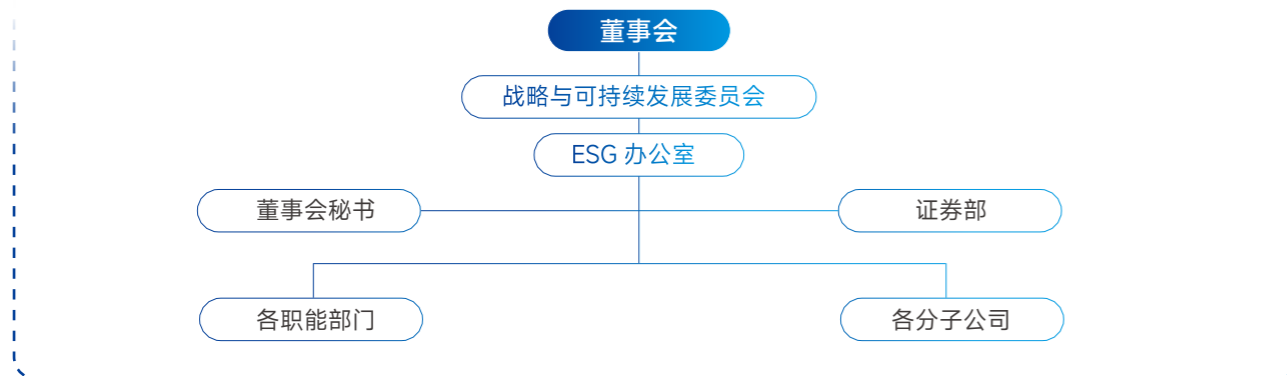 董事会
战略与可持续发展委员会
ESG 办公室
董事会秘书
证券部
各职能部门
各分子公司